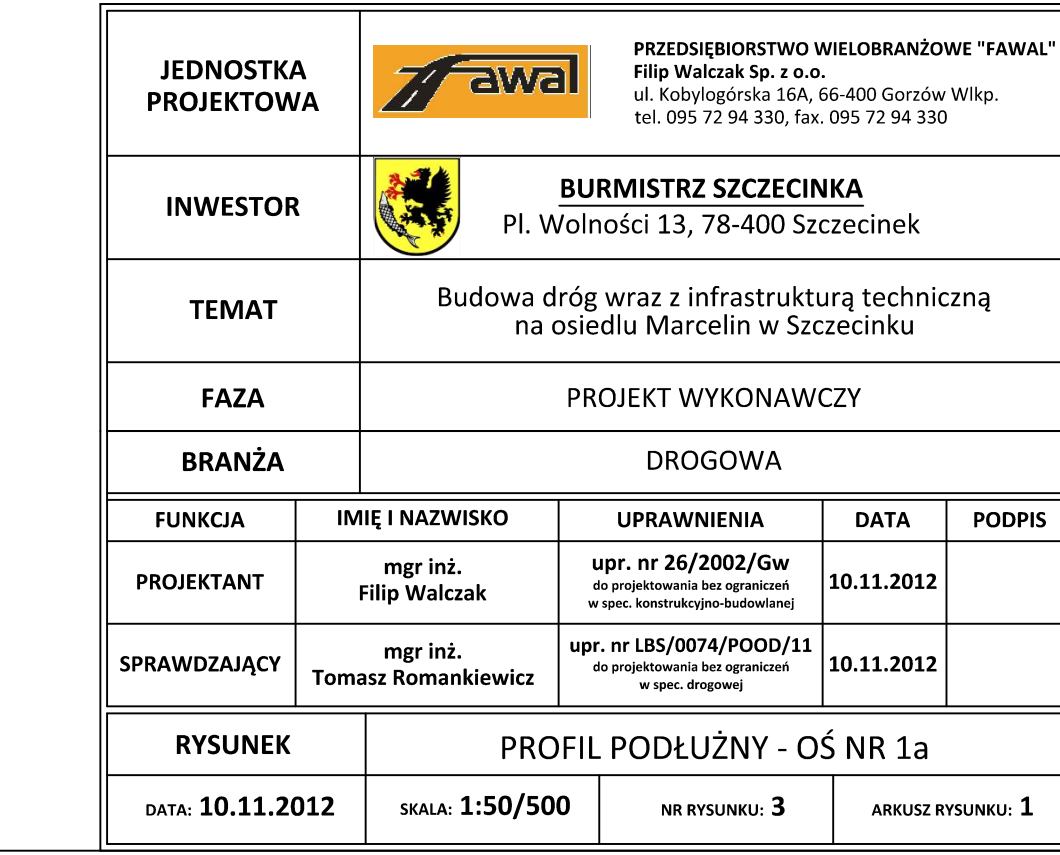 JEDNOSTKA
PROJEKTOWA
fawal
PRZEDSIĘBIORSTWO WIELOBRANŻOWE "FAWAL"
Filip Walczak Sp. z o.o.
ul. Kobylogórska 16A, 66-400 Gorzów Wlkp.
tel. 095 72 94 330, fax. 095 72 94 330
INWESTOR
BURMISTRZ SZCZECINKA
Pl. Wolności 13, 78-400 Szczecinek
TEMAT
Budowa dróg wraz z infrastrukturą techniczną
na osiedlu Marcelin w Szczecinku
FAZA
PROJEKT WYKONAWCZY
BRANŻA
DROGOWA
FUNKCJA IMIĘ I NAZWISKO UPRAWNIENIA DATA PODPIS
PROJEKTANT
mgr inż.
Filip Walczak
upr. nr 26/2002/Gw
do projektowania bez ograniczeń
w spec. konstrukcyjno-budowlanej
10.11.2012
SPRAWDZAJĄCY
mgr inż.
Tomasz Romankiewicz
upr. nr LBS/0074/POOD/11
do projektowania bez ograniczeń
w spec. drogowej
10.11.2012
RYSUNEK
PROFIL PODŁUŻNY - OŚ NR 1a
DATA: 10.11.2012 SKALA: 1:50/500 NR RYSUNKU: 3 ARKUSZ RYSUNKU: 1